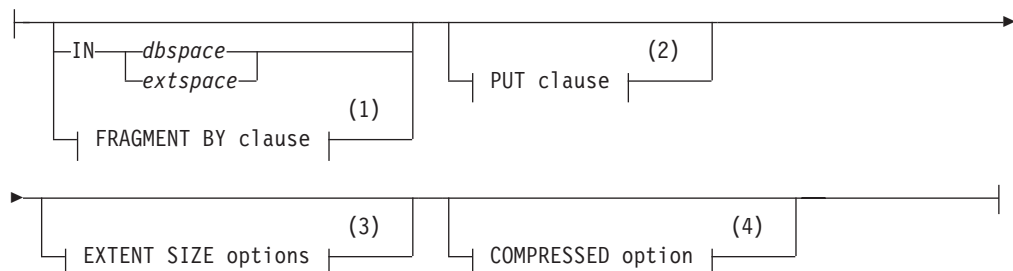 IN dbspace
extspace
(1)
FRAGMENT BY clause
(2)
PUT clause
(3)
EXTENT SIZE options
(4)
COMPRESSED option